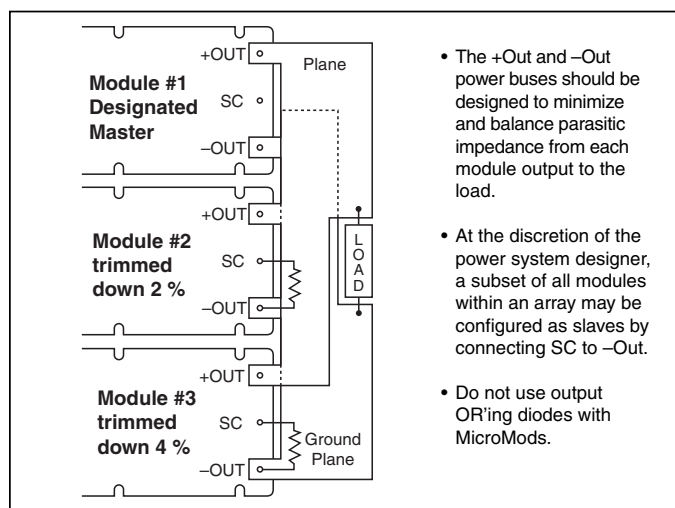 +OUT
Plane
Module #1
Designated
Master
SC
–OUT
+OUT
Module #2
trimmed
down 2 %
SC
–OUT
LOAD
+OUT
Module #3
trimmed
down 4 %
SC
Ground
Plane
–OUT
• The +Out and –Out
power buses should be
designed to minimize
and balance parasitic
impedance from each
module output to the
load.
• At the discretion of the
power system designer,
a subset of all modules
within an array may be
configured as slaves by
connecting SC to –Out.
• Do not use output
OR'ing diodes with
MicroMods.